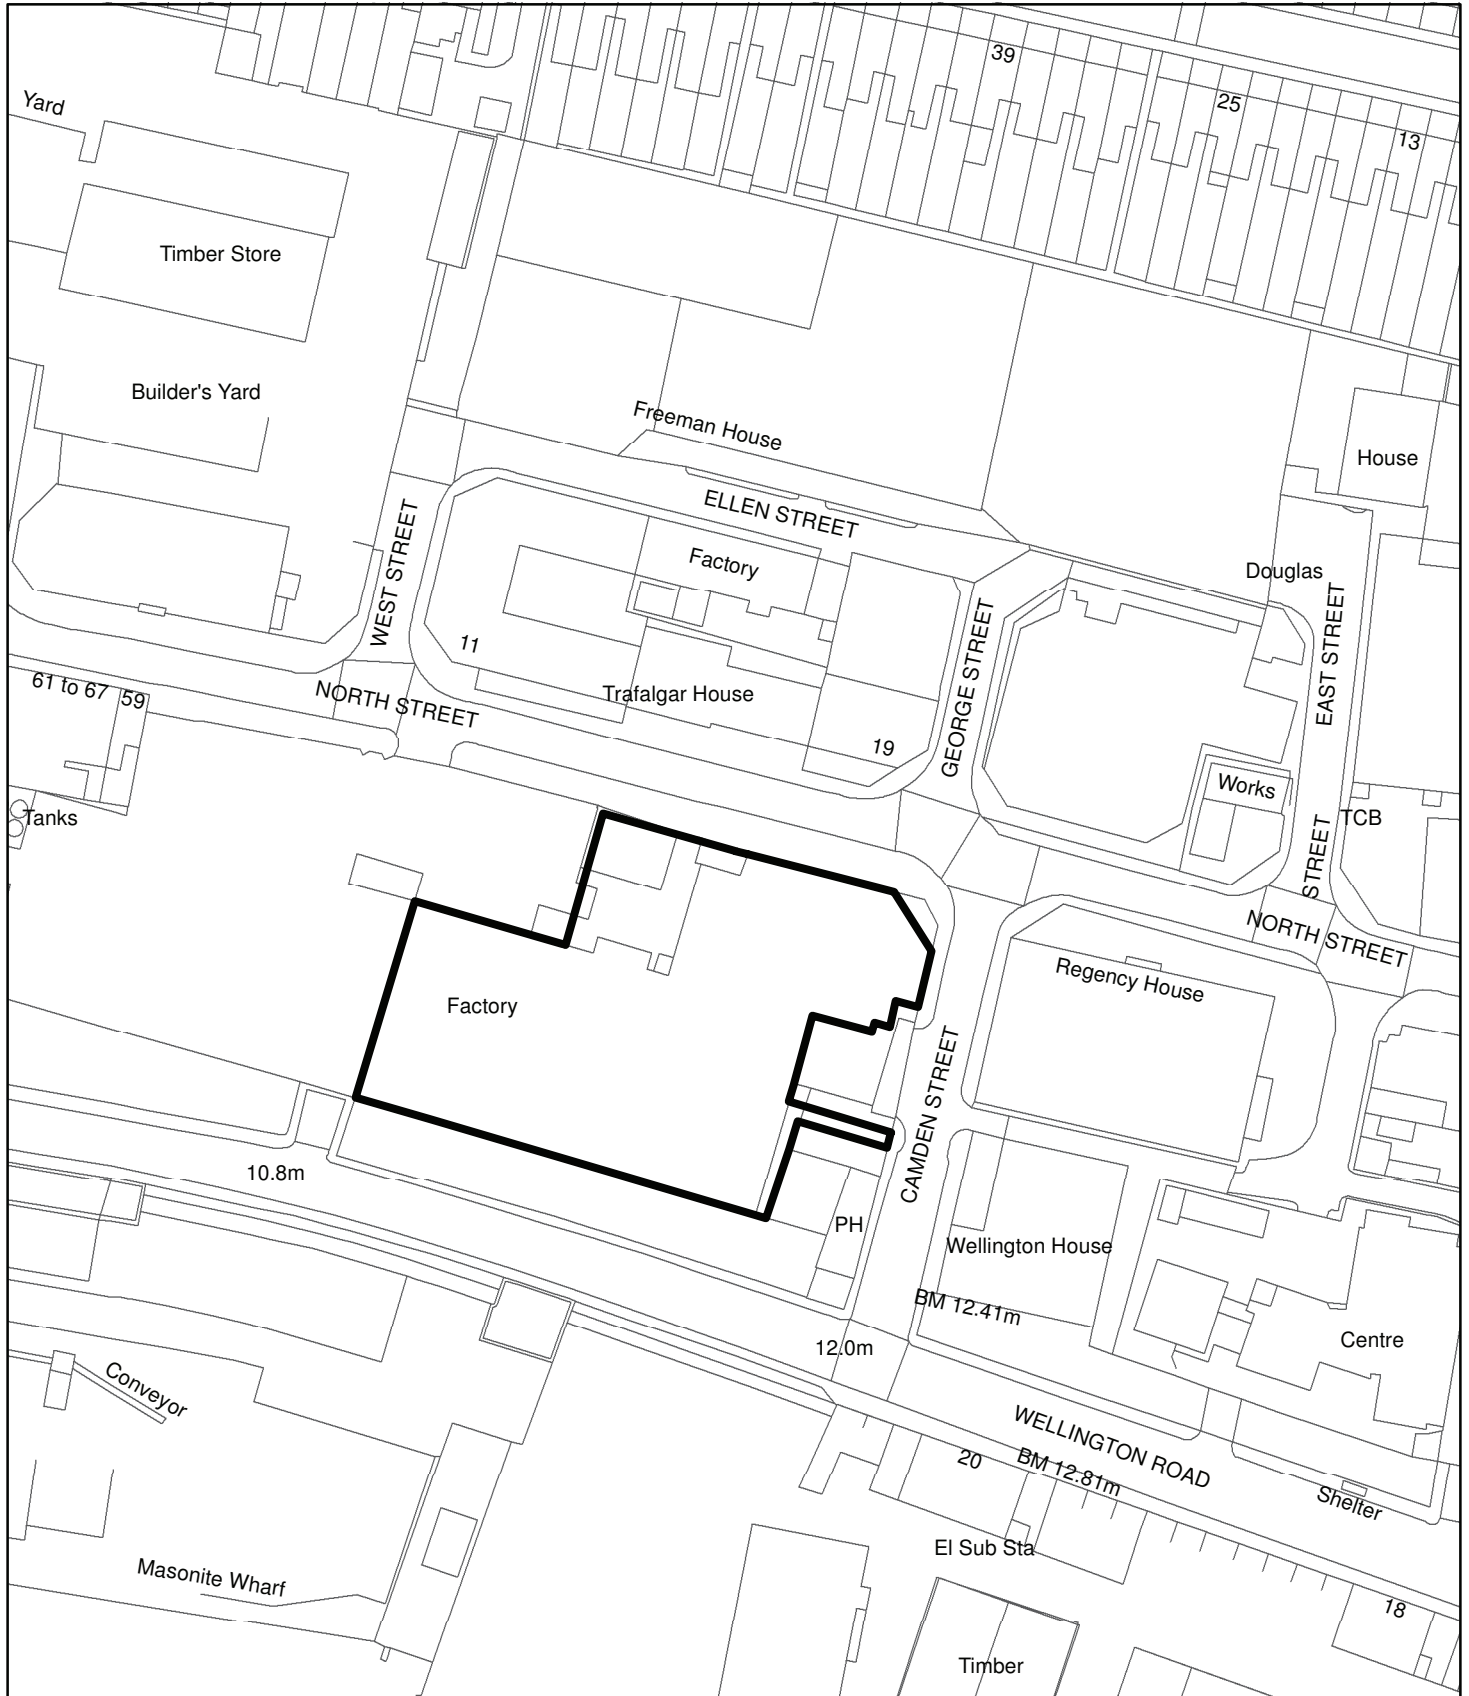 39
25
13
Yard
Timber Store
Builder's Yard
Freeman House
House
ELLEN STREET
WEST STREET
Factory
Douglas
EAST STREET
GEORGE STREET
11
Trafalgar House
61 to 67
59
NORTH STREET
19
Works
Tanks
TCB
STREET
NORTH STREET
Regency House
Factory
CAMDEN STREET
10.8m
PH
Wellington House
BM 12.41m
12.0m
Centre
Conveyor
WELLINGTON ROAD
20
BM 12.81m
Shelter
El Sub Sta
Masonite Wharf
18
Timber